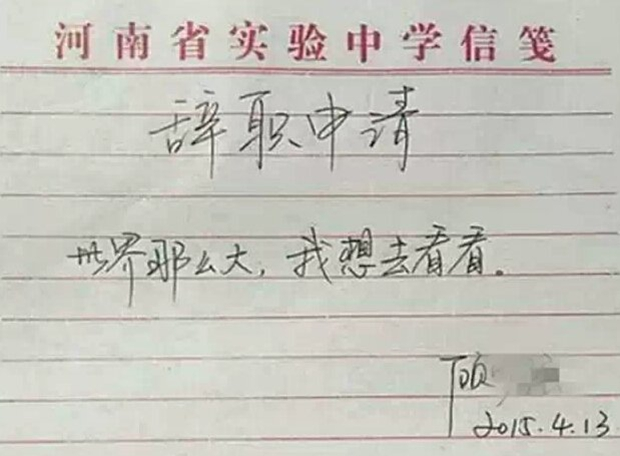 河南省实验中学信笺
辞职申请
世界那么大，我想去看看。
顾
2015.4.13